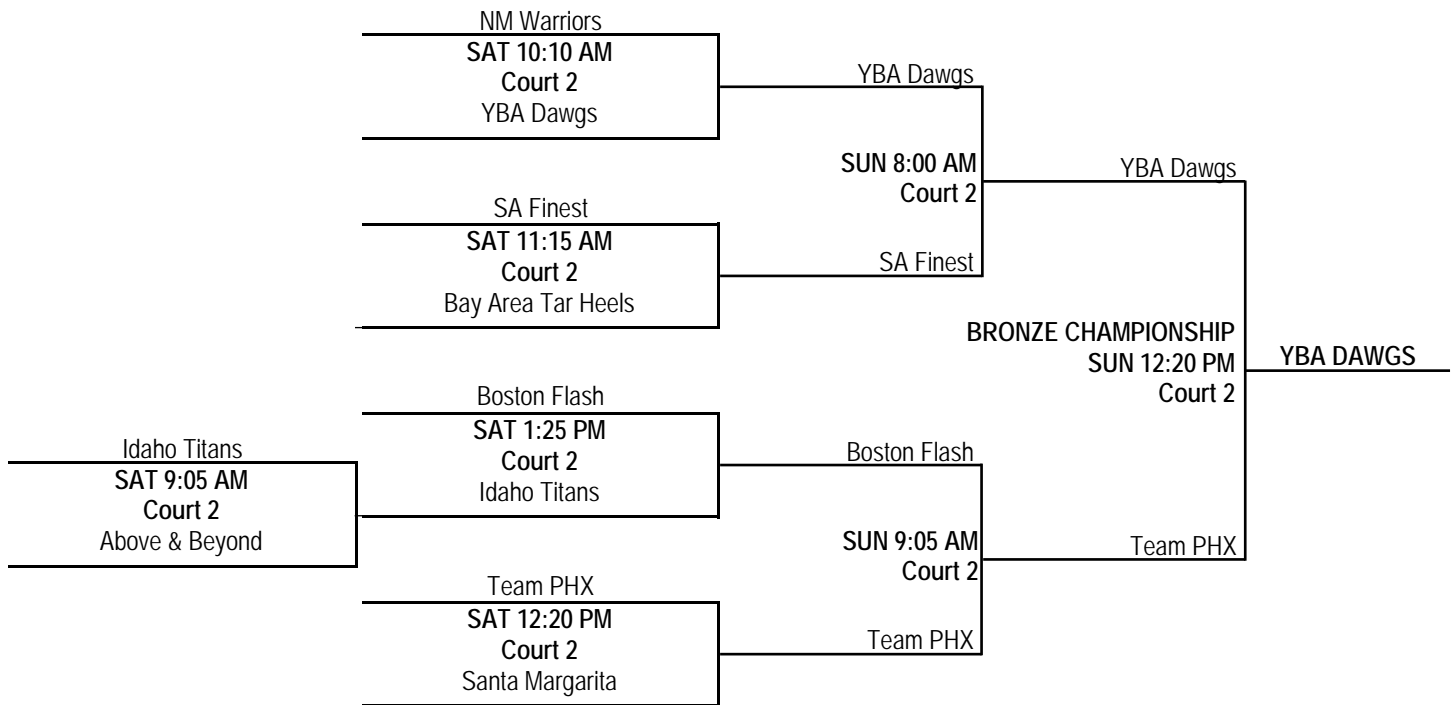 NM Warriors
SAT 10:10 AM
Court 2
YBA Dawgs
YBA Dawgs
SUN 8:00 AM
Court 2
YBA Dawgs
SA Finest
SAT 11:15 AM
Court 2
Bay Area Tar Heels
SA Finest
BRONZE CHAMPIONSHIP
SUN 12:20 PM
Court 2
YBA DAWGS
Boston Flash
SAT 1:25 PM
Court 2
Idaho Titans
Idaho Titans
SAT 9:05 AM
Court 2
Above & Beyond
Boston Flash
SUN 9:05 AM
Court 2
Team PHX
Team PHX
SAT 12:20 PM
Court 2
Santa Margarita
Team PHX